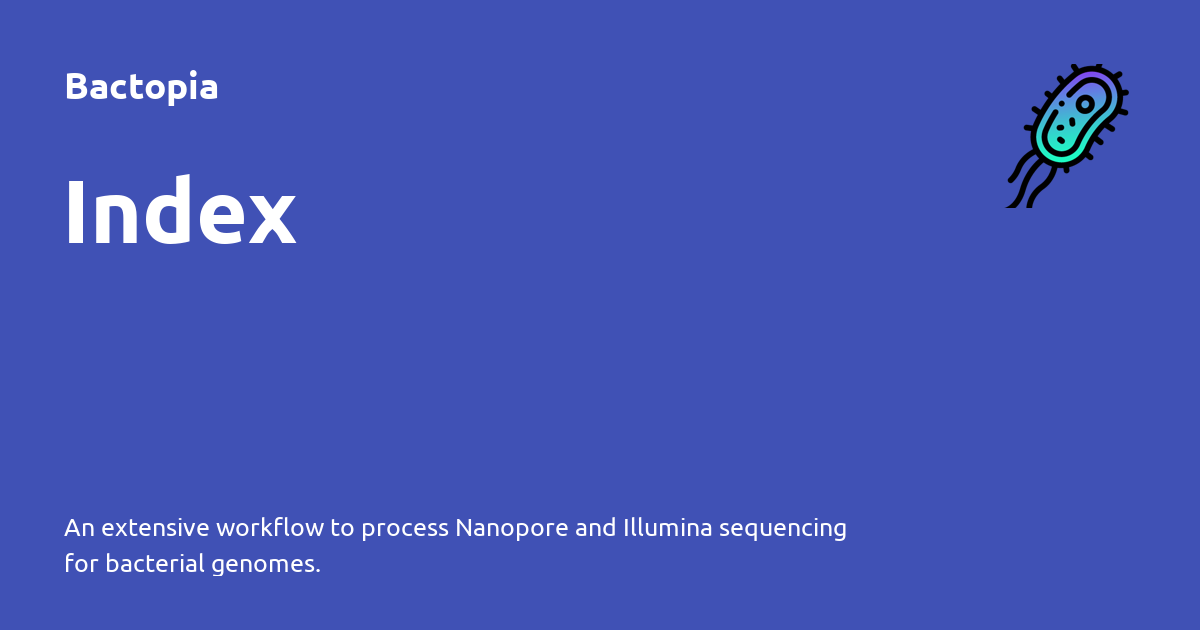 Bactopia
Index
An extensive workflow to process Nanopore and Illumina sequencing
for bacterial genomes.